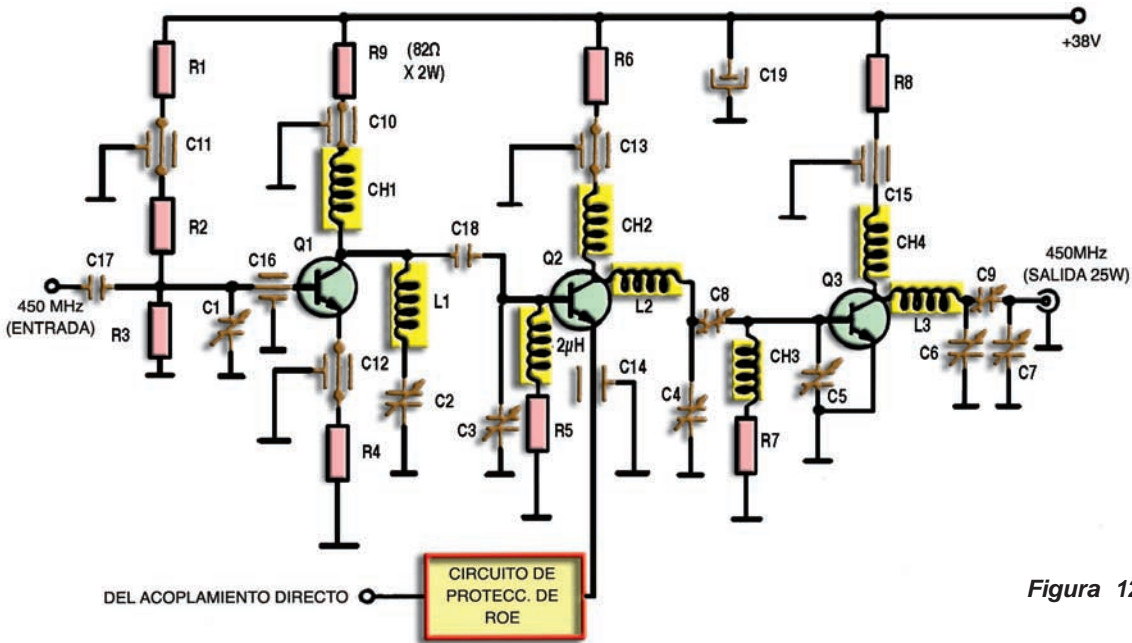 +38V
R1
R9
(82Ω
X 2W)
R6
C19
R8
C11
C10
C13
C15
CH1
CH2
CH4
R2
Q1
C18
Q2
Q3
450MHz
(SALIDA 25W)
C17
C16
450 MHz
(ENTRADA)
C1
R3
L1
L2
C8
L3
C9
2µH
CH3
C12
C2
C3
C14
C4
C5
C6
C7
R4
R5
R7
DEL ACOPLAMIENTO DIRECTO
CIRCUITO DE
PROTECC. DE
ROE
Figura 12